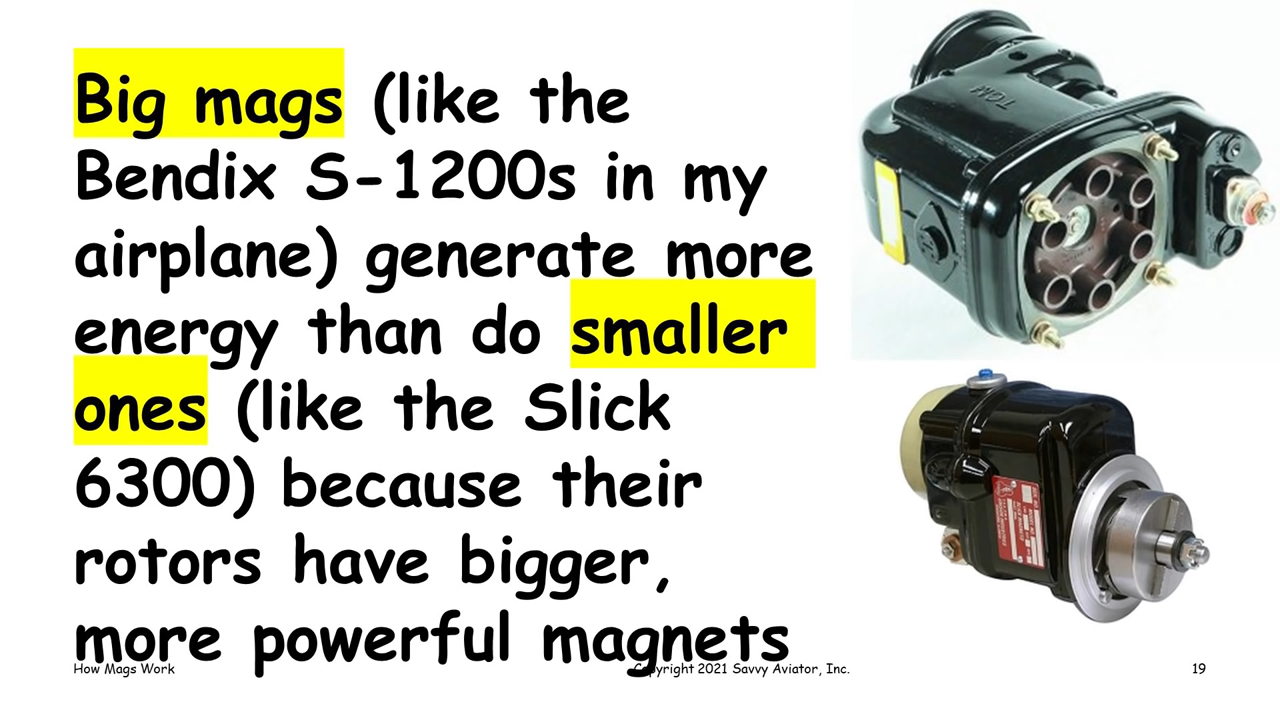 Big mags (like the
Bendix S-1200s in my
airplane) generate more
energy than do smaller
ones (like the Slick
6300) because their
rotors have bigger,
more powerful magnets
TCM
How Mags Work
Copyright 2021 Savvy Aviator, Inc.
19